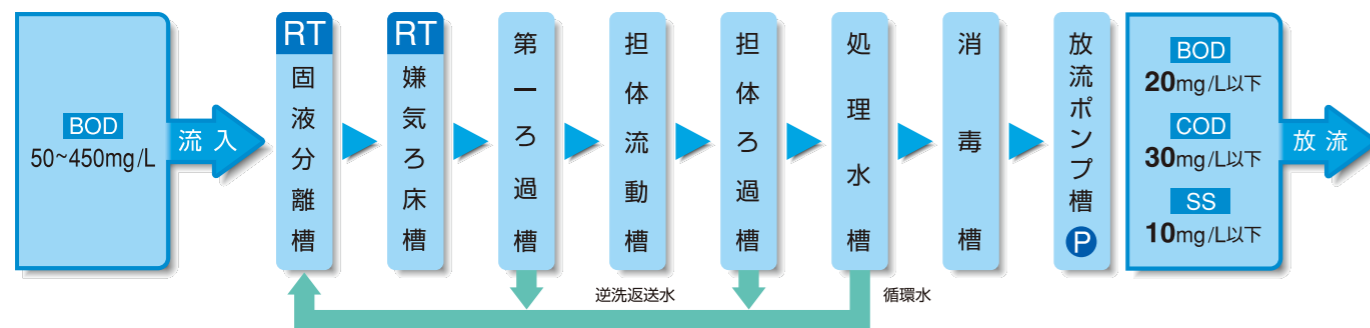 BOD
50~450mg/L
流入
RT
固液分離槽
RT
嫌気ろ床槽
第一ろ過槽
担体流動槽
担体ろ過槽
処理水槽
消毒槽
放流ポンプ槽
P
BOD
20mg/L以下
COD
30mg/L以下
SS
10mg/L以下
放流
逆洗返送水
循環水